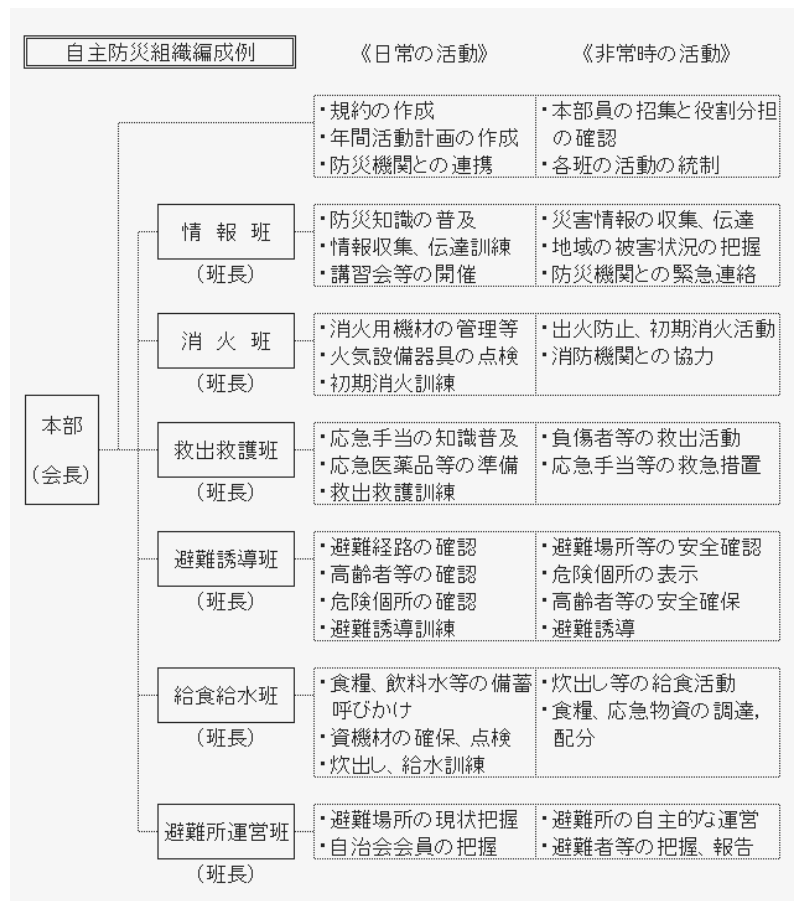 自主防災組織編成例
《日常の活動》
《非常時の活動》
・規約の作成
・年間活動計画の作成
・防災機関との連携
・本部員の招集と役割分担
の確認
・各班の活動の統制
本部
(会長)
情報班
(班長)
・防災知識の普及
・情報収集、伝達訓練
・講習会等の開催
・災害情報の収集、伝達
・地域の被害状況の把握
・防災機関との緊急連絡
消火班
(班長)
・消火用機材の管理等
・火気設備器具の点検
・初期消火訓練
・出火防止、初期消火活動
・消防機関との協力
救出救護班
(班長)
・応急手当の知識普及
・応急医薬品等の準備
・救出救護訓練
・負傷者等の救出活動
・応急手当等の救急措置
避難誘導班
(班長)
・避難経路の確認
・高齢者等の確認
・危険個所の確認
・避難誘導訓練
・避難場所等の安全確認
・危険個所の表示
・高齢者等の安全確保
・避難誘導
給食給水班
(班長)
・食糧、飲料水等の備蓄
呼びかけ
・資機材の確保、点検
・炊出し、給水訓練
・炊出し等の給食活動
・食糧、応急物資の調達,
配分
避難所運営班
(班長)
・避難場所の現状把握
・自治会会員の把握
・避難所の自主的な運営
・避難者等の把握、報告